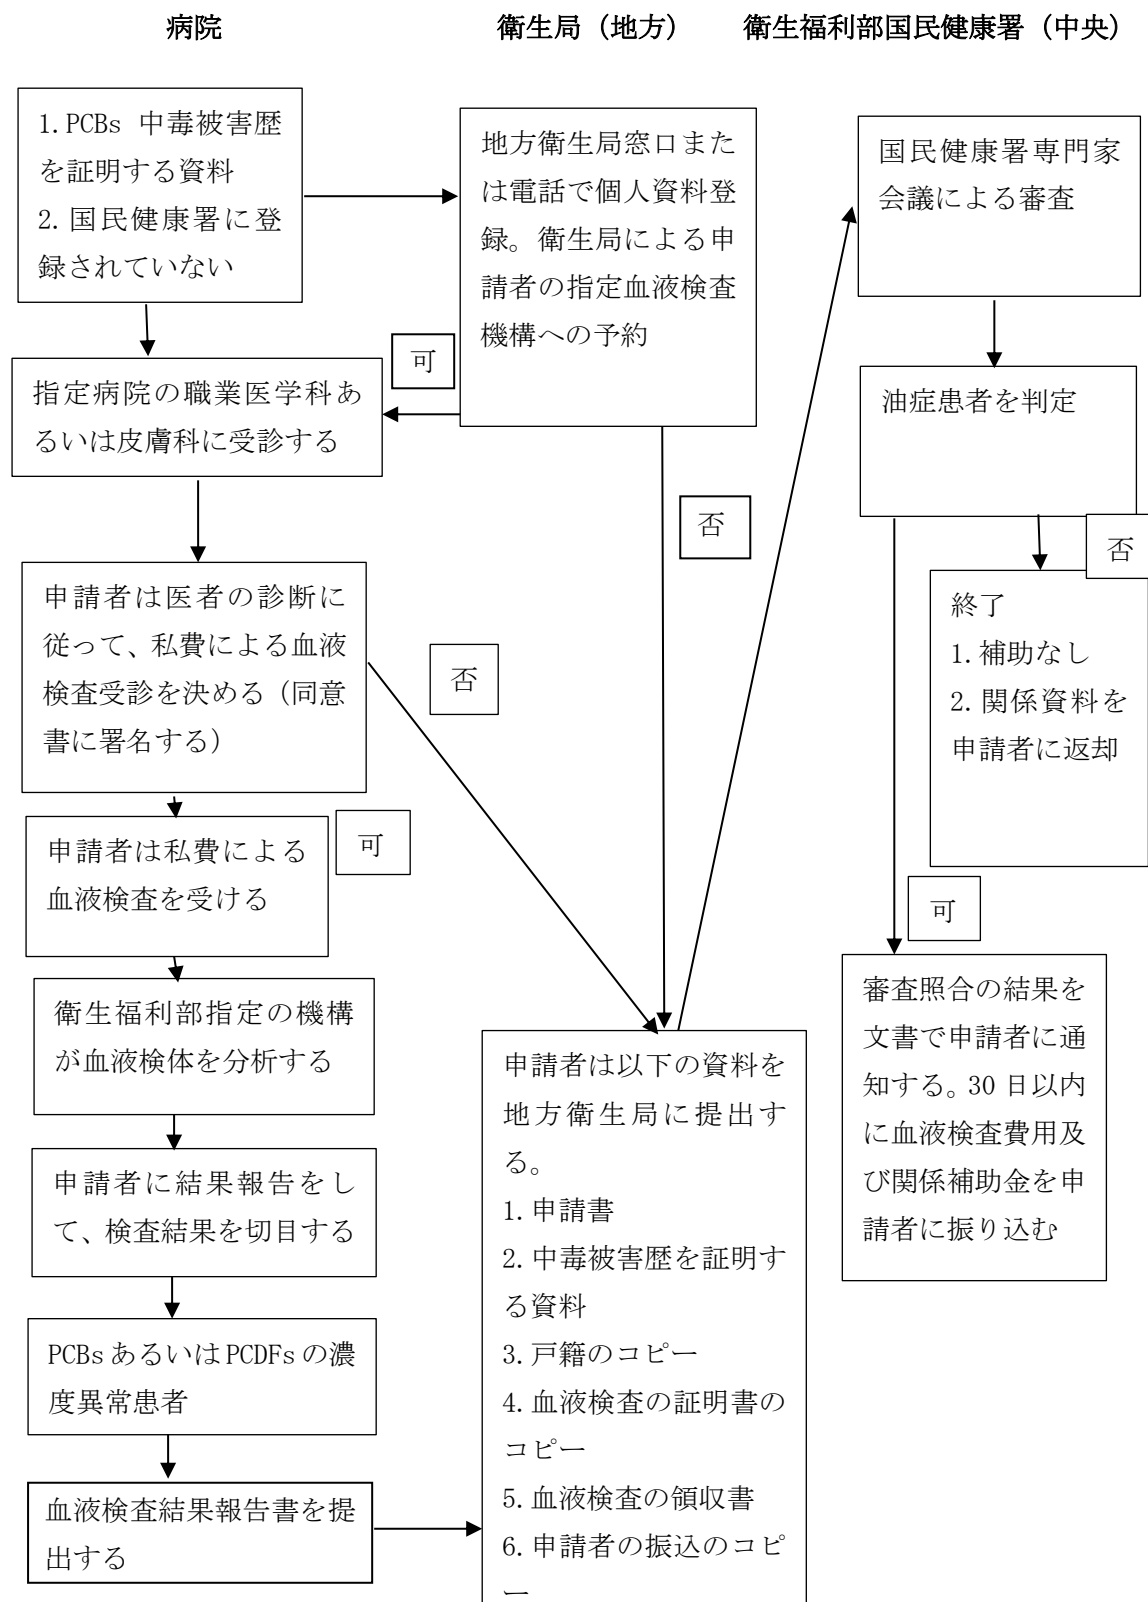 病院
衛生局（地方）
衛生福利部国民健康署（中央）
1.PCBs 中毒被害歴
を証明する資料
2.国民健康署に登
録されていない
地方衛生局窓口また
は電話で個人資料登
録。衛生局による申
請者の指定血液検査
機構への予約
国民健康署専門家
会議による審査
可
指定病院の職業医学科あ
るいは皮膚科に受診する
油症患者を判定
否
否
申請者は医者の診断に
従って、私費による血液
検査受診を決める（同意
書に署名する）
否
終了
1.補助なし
2.関係資料を
申請者に返却
申請者は私費による
血液検査を受ける
可
可
衛生福利部指定の機構
が血液検体を分析する
審査照合の結果を
文書で申請者に通
知する。30 日以内
に血液検査費用及
び関係補助金を申
請者に振り込む
申請者に結果報告をし
て、検査結果を切目する
PCBsあるいはPCDFsの濃
度異常患者
血液検査結果報告書を提
出する
申請者は以下の資料を
地方衛生局に提出す
る。
1.申請書
2.中毒被害歴を証明す
る資料
3.戸籍のコピー
4.血液検査の証明書の
コピー
5.血液検査の領収書
6.申請者の振込のコピ
ー